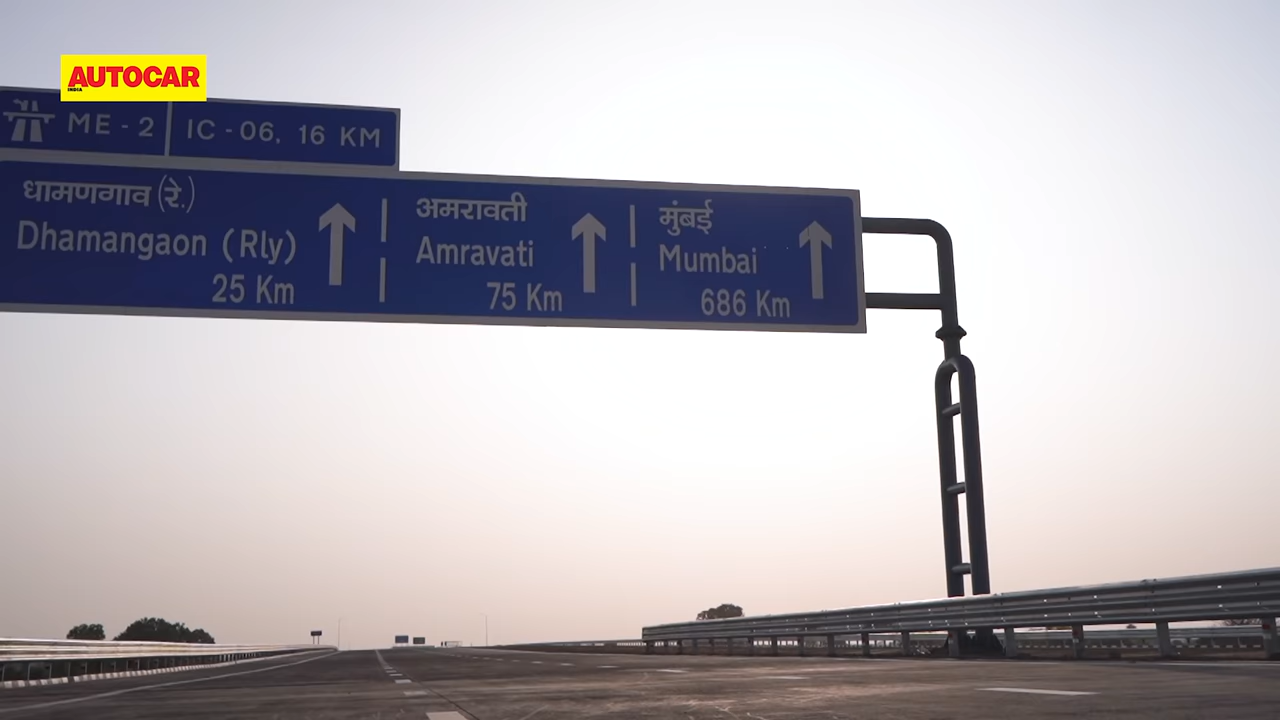 AUTOCAR
INDIA
ME - 2
IC - 06, 16 KM
धामणगाव (रे.)
Dhamangaon (Rly)
25 Km
अमरावती
Amravati
75 Km
मुंबई
Mumbai
686 Km